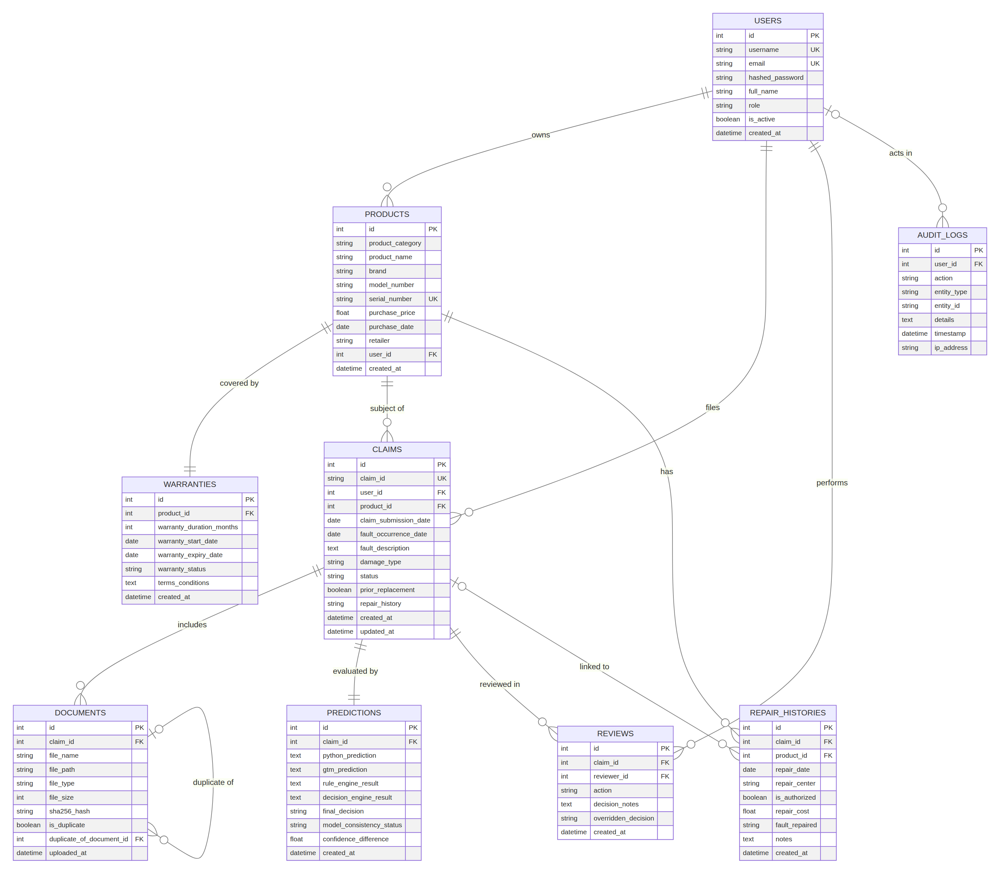 USERS
int id PK
string username UK
string email UK
string hashed_password
string full_name
string role
boolean is_active
datetime created_at
owns
acts in
PRODUCTS
int id PK
string product_category
string product_name
string brand
string model_number
string serial_number UK
float purchase_price
date purchase_date
string retailer
int user_id FK
datetime created_at
AUDIT_LOGS
int id PK
int user_id FK
string action
string entity_type
string entity_id
text details
datetime timestamp
string ip_address
covered by
subject of
files
has
performs
CLAIMS
int id PK
string claim_id UK
int user_id FK
int product_id FK
date claim_submission_date
date fault_occurrence_date
text fault_description
string damage_type
string status
boolean prior_replacement
string repair_history
datetime created_at
datetime updated_at
WARRANTIES
int id PK
int product_id FK
int warranty_duration_months
date warranty_start_date
date warranty_expiry_date
string warranty_status
text terms_conditions
datetime created_at
includes
evaluated by
reviewed in
linked to
DOCUMENTS
int id PK
int claim_id FK
string file_name
string file_path
string file_type
int file_size
string sha256_hash
boolean is_duplicate
int duplicate_of_document_id FK
datetime uploaded_at
duplicate of
PREDICTIONS
int id PK
int claim_id FK
text python_prediction
text gtm_prediction
text rule_engine_result
text decision_engine_result
string final_decision
string model_consistency_status
float confidence_difference
datetime created_at
REVIEWS
int id PK
int claim_id FK
int reviewer_id FK
string action
text decision_notes
string overridden_decision
datetime created_at
REPAIR_HISTORIES
int id PK
int claim_id FK
int product_id FK
date repair_date
string repair_center
boolean is_authorized
float repair_cost
string fault_repaired
text notes
datetime created_at